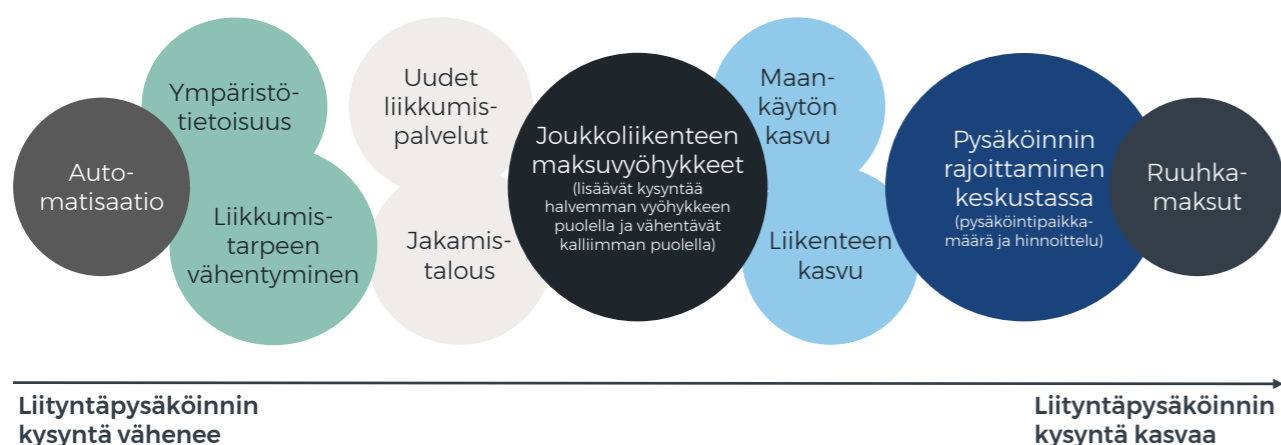 Auto-
matisaatio
Ympäristö-
tietoisuus
Liikkumis-
tarpeen
vähentyminen
Uudet
liikkumis-
palvelut
Jakamis-
talous
Joukkoliikenteen
maksuvyöhykkeet
(lisäävät kysyntää
halvemman vyöhykkeen
puolella ja vähentävät
kalliimman puolella)
Maan-
käytön
kasvu
Liikenteen
kasvu
Pysäköinnin
rajoittaminen
keskustassa
(pysäköintipaikka-
määrä ja hinnoittelu)
Ruuhka-
maksut
Liityntäpysäköinnin
kysyntä vähenee
Liityntäpysäköinnin
kysyntä kasvaa